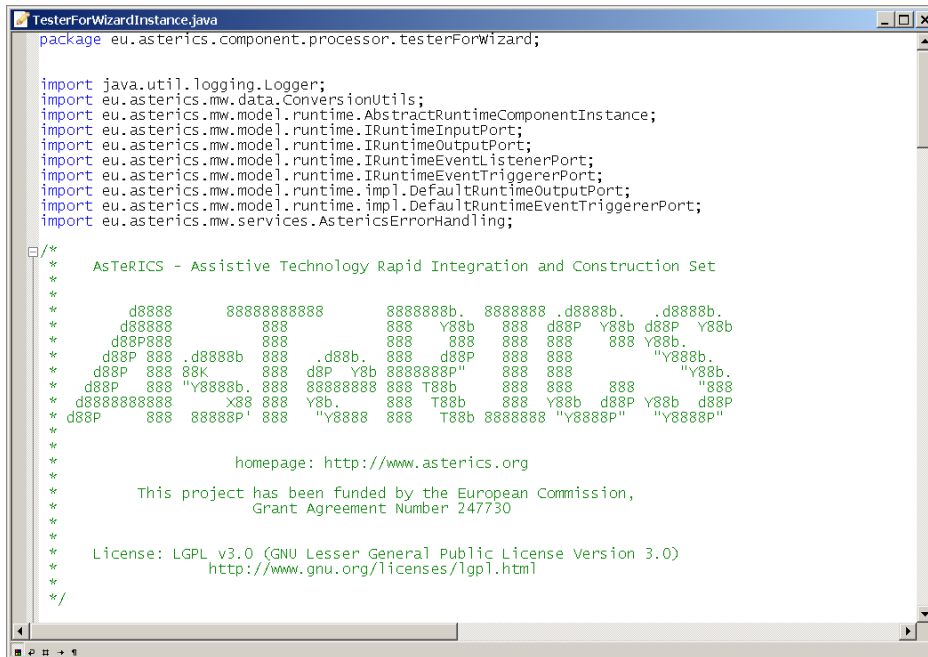 TesterForWizardInstance.java
package eu.asterics.component.processor.testerForWizard;
import java.util.logging.Logger;
import eu.asterics.mw.data.ConversionUtils;
import eu.asterics.mw.model.runtime.AbstractRuntimeComponentInstance;
import eu.asterics.mw.model.runtime.IRuntimeInputPort;
import eu.asterics.mw.model.runtime.IRuntimeOutputPort;
import eu.asterics.mw.model.runtime.IRuntimeEventListenerPort;
import eu.asterics.mw.model.runtime.IRuntimeEventTriggererPort;
import eu.asterics.mw.model.runtime.impl.DefaultRuntimeOutputPort;
import eu.asterics.mw.model.runtime.impl.DefaultRuntimeEventTriggererPort;
import eu.asterics.mw.services.AstericsErrorHandling;
/*
*    AsTeRICS - Assistive Technology Rapid Integration and Construction Set
*
*
*        d8888      88888888888       8888888b.  8888888 .d8888b.   .d8888b.
*       d88888          888           888   Y88b   888  d88P  Y88b d88P  Y88b
*      d88P888          888           888    888   888  888    888 Y88b.
*     d88P 888 .d8888b  888   .d88b.  888   d88P   888  888         "Y888b.
*    d88P  888 88K      888  d8P  Y8b 8888888P"    888  888            "Y88b.
*   d88P   888 "Y8888b. 888  88888888 888 T88b     888  888    888       "888
*  d8888888888      X88 888  Y8b.     888  T88b    888  Y88b  d88P Y88b  d88P
* d88P     888  88888P' 888   "Y8888  888   T88b 8888888 "Y8888P"   "Y8888P"
*
*
*                    homepage: http://www.asterics.org
*
*         This project has been funded by the European Commission,
*                      Grant Agreement Number 247730
*
*
*    License: LGPL v3.0 (GNU Lesser General Public License Version 3.0)
*                 http://www.gnu.org/licenses/lgpl.html
*
*/